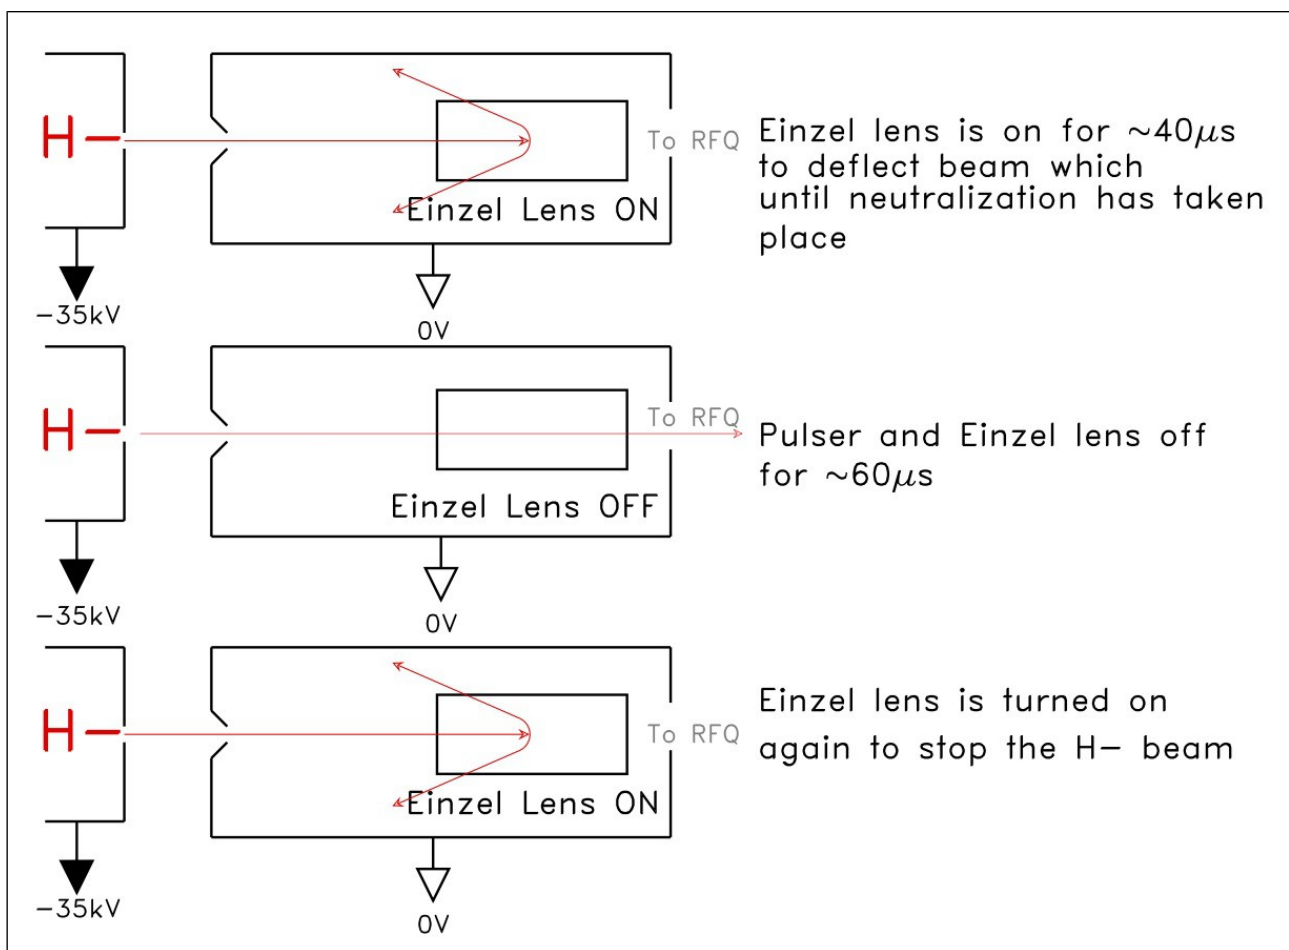 H-
To RFQ
Einzel Lens ON
-35kV
0V
Einzel lens is on for ~40μs
to deflect beam which
until neutralization has taken
place
H-
To RFQ
Einzel Lens OFF
-35kV
0V
Pulser and Einzel lens off
for ~60μs
H-
To RFQ
Einzel Lens ON
-35kV
0V
Einzel lens is turned on
again to stop the H- beam